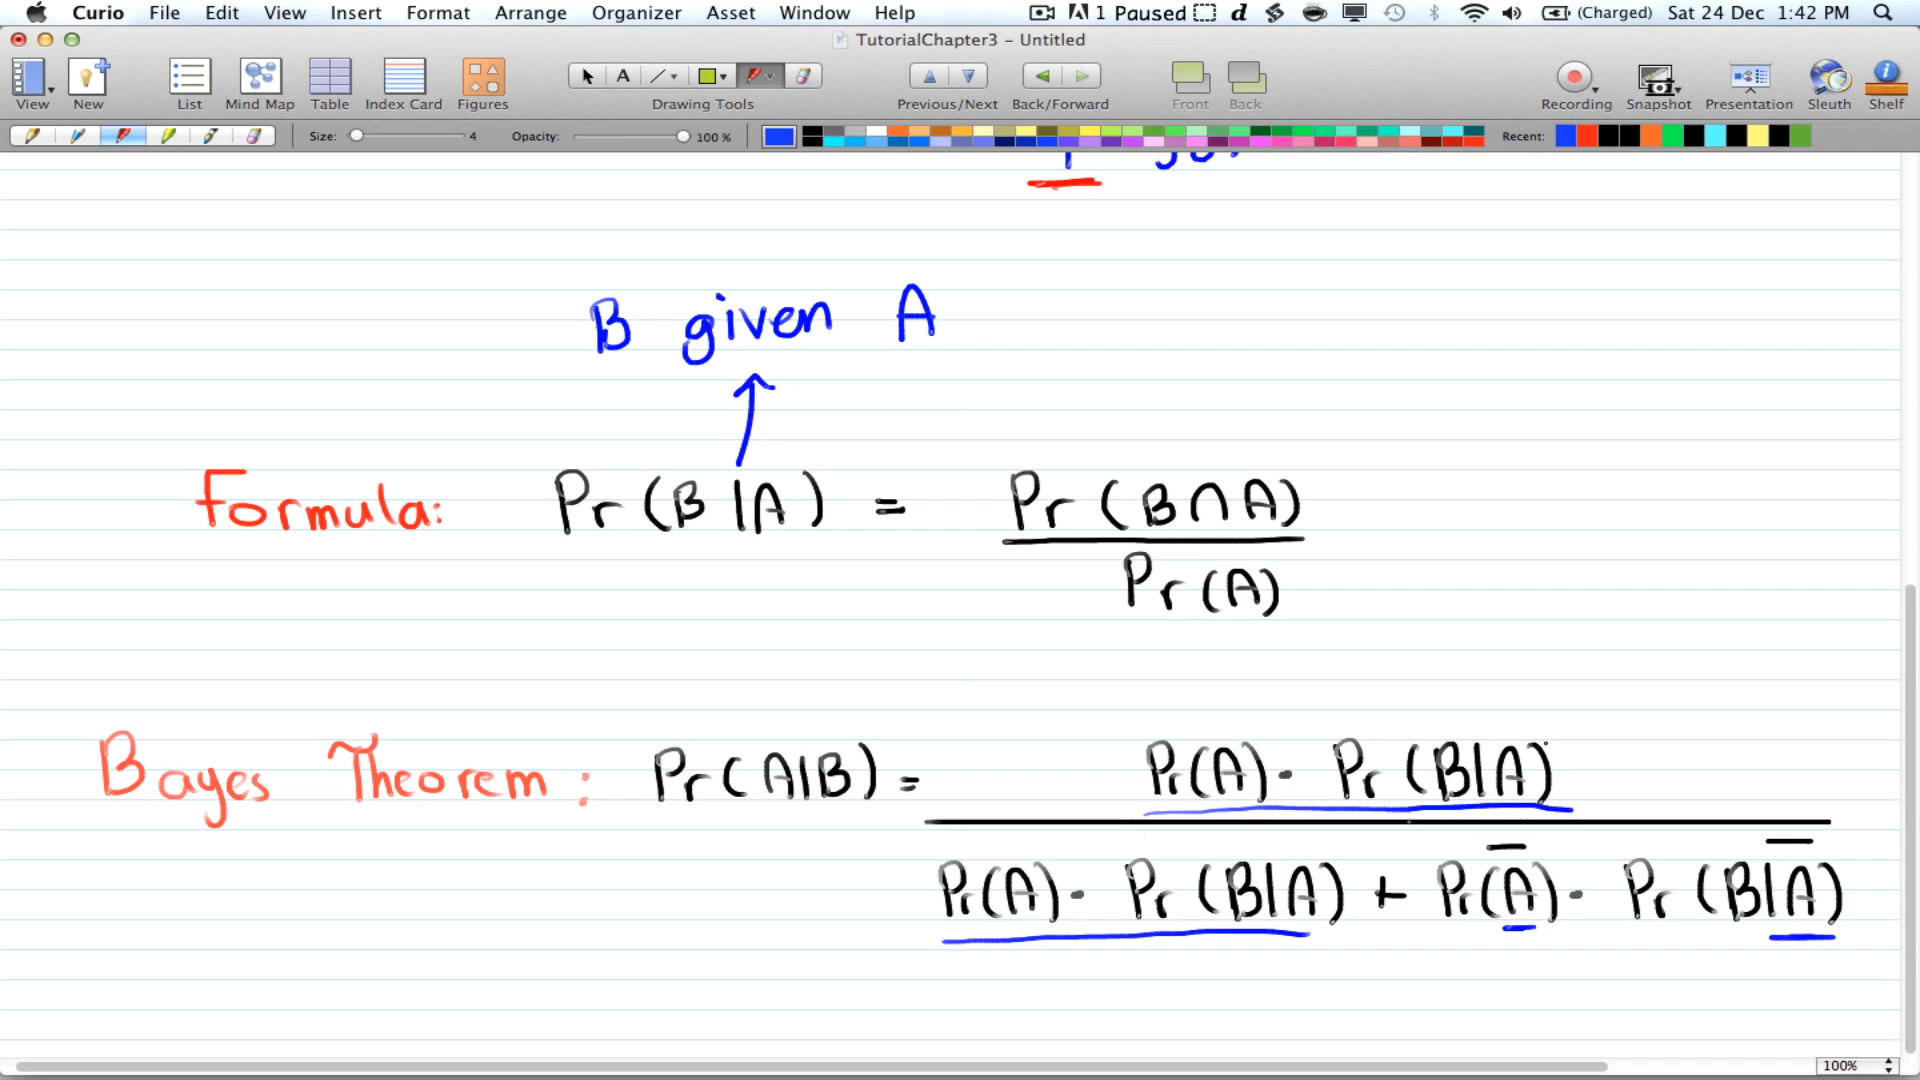 Curio File Edit View Insert Format Arrange Organizer Asset Window Help 1 Paused (Charged) Sat 24 Dec 1:42 PM
TutorialChapter3 – Untitled
View New List Mind Map Table Index Card Figures Drawing Tools Previous/Next Back/Forward Front Back Recording Snapshot Presentation Sleuth Shelf
Size: 4 Opacity: 100 % Recent:
B given A
Formula: Pr (B|A) = Pr (B∩A)
Pr (A)
Bayes Theorem: Pr(A|B) = Pr(A) · Pr (B|A)
Pr(A) · Pr (B|A) + Pr(A̅) · Pr (B|A̅)
100%